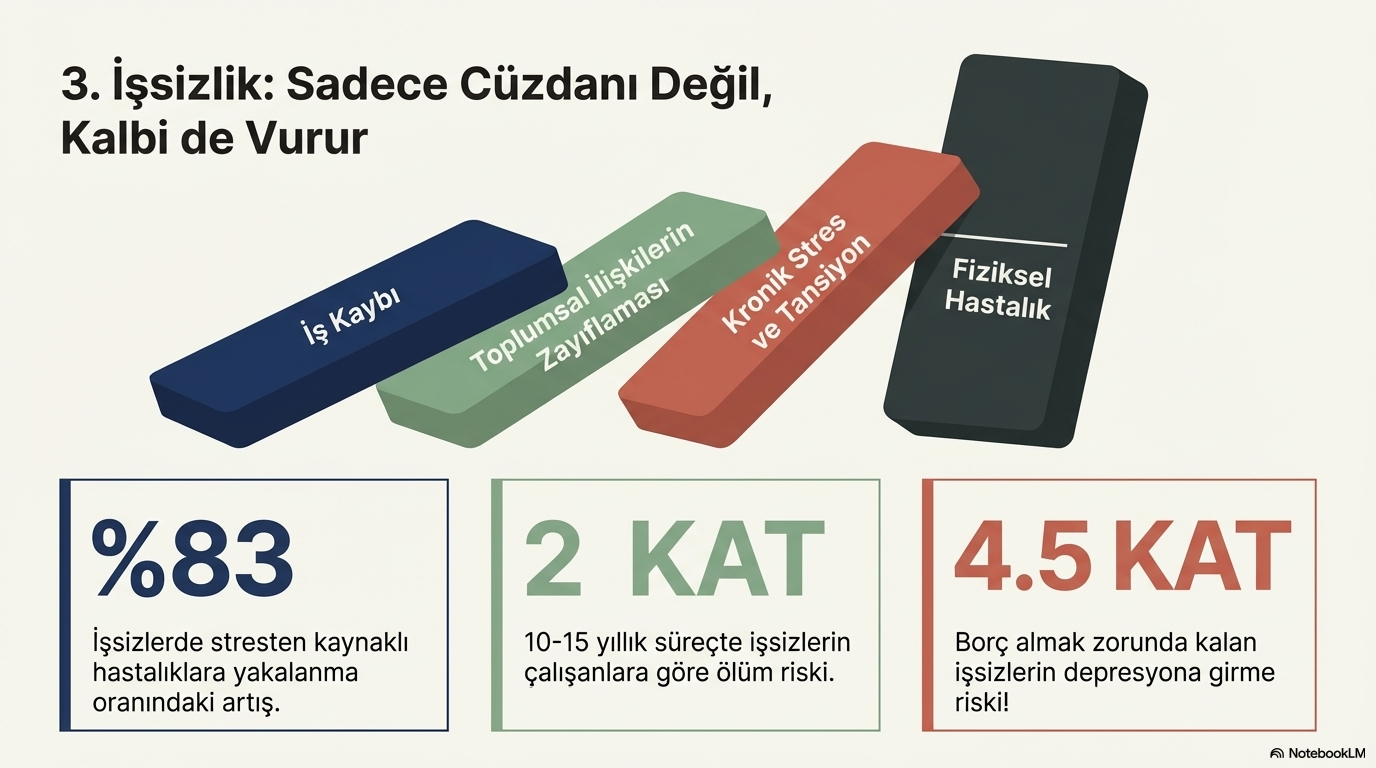 3. İşsizlik: Sadece Cüzdanı Değil,
Kalbi de Vurur
İş Kaybı
Toplumsal İlişkilerin
Zayıflaması
Kronik Stres
ve Tansiyon
Fiziksel
Hastalık
%83
İşsizlerde stresten kaynaklı
hastalıklara yakalanma
oranındaki artış.
2 KAT
10-15 yıllık süreçte işsizlerin
çalışanlara göre ölüm riski.
4.5 KAT
Borç almak zorunda kalan
işsizlerin depresyona girme
riski!
NotebookLM